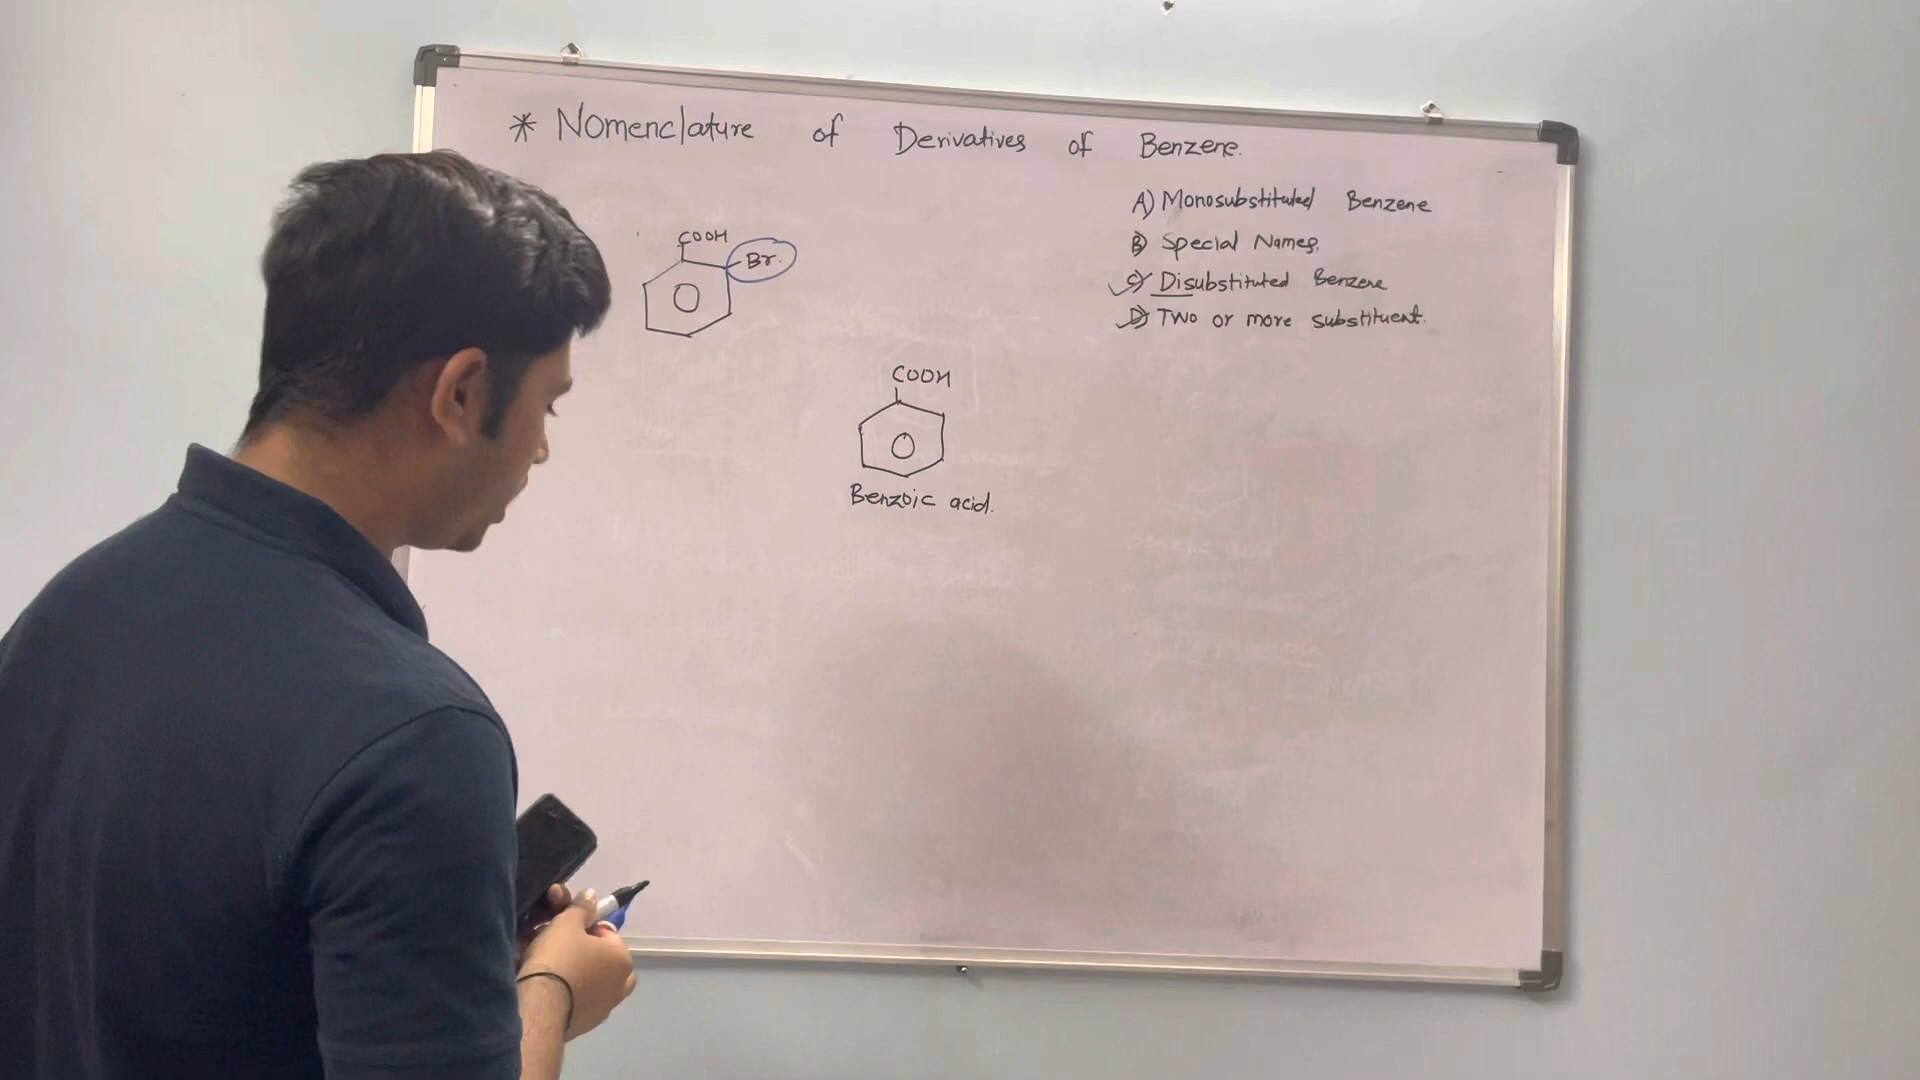 * Nomenclature of Derivatives of Benzene.
A) Monosubstituted Benzene
B) Special Names.
C) Disubstituted Benzene
D) Two or more substituent.
COOH
Br.
COOH
Benzoic acid.